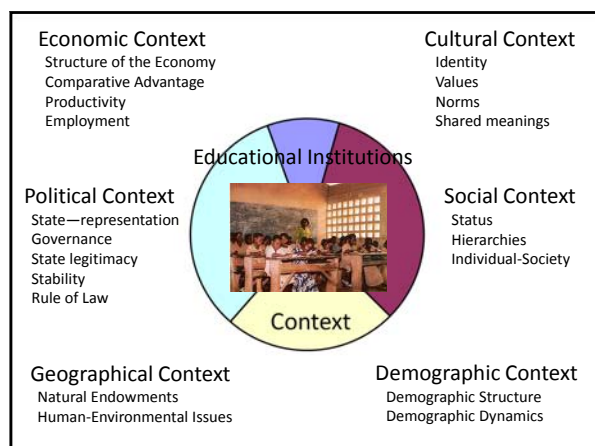 Economic Context
Structure of the Economy
Comparative Advantage
Productivity
Employment
Cultural Context
Identity
Values
Norms
Shared meanings
Educational Institutions
Political Context
State—representation
Governance
State legitimacy
Stability
Rule of Law
Social Context
Status
Hierarchies
Individual-Society
Context
Geographical Context
Natural Endowments
Human-Environmental Issues
Demographic Context
Demographic Structure
Demographic Dynamics